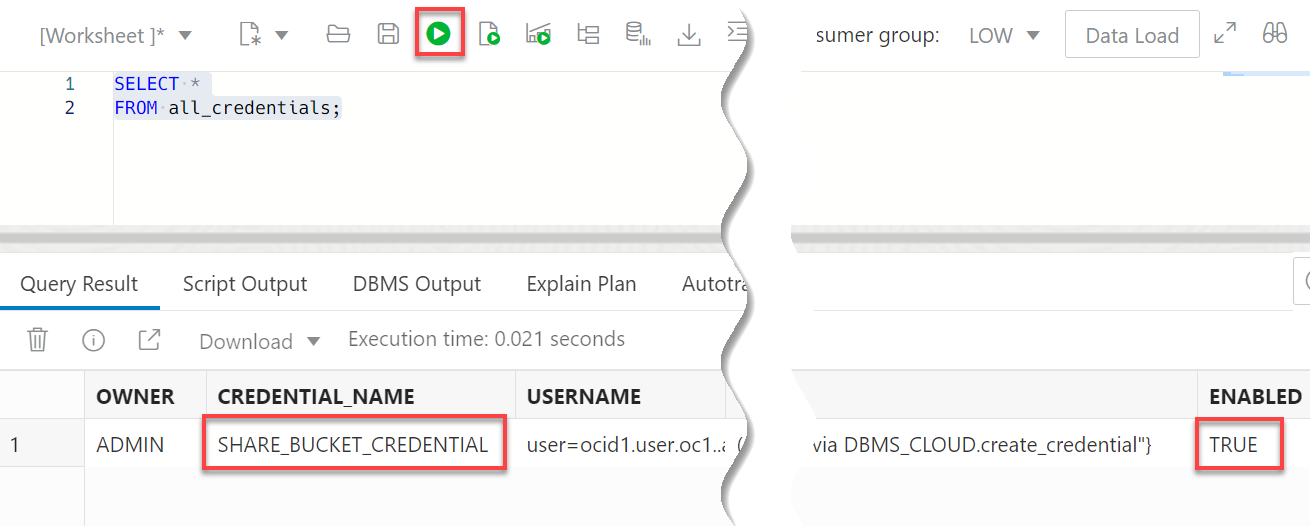 [Worksheet ]*
sumer group: LOW Data Load
1 SELECT *
2 FROM all_credentials;
Query Result Script Output DBMS Output Explain Plan Autotra
Download Execution time: 0.021 seconds
OWNER CREDENTIAL_NAME USERNAME ENABLED
1 ADMIN SHARE_BUCKET_CREDENTIAL user=ocid1.user.oc1..a ( via DBMS_CLOUD.create_credential"} TRUE